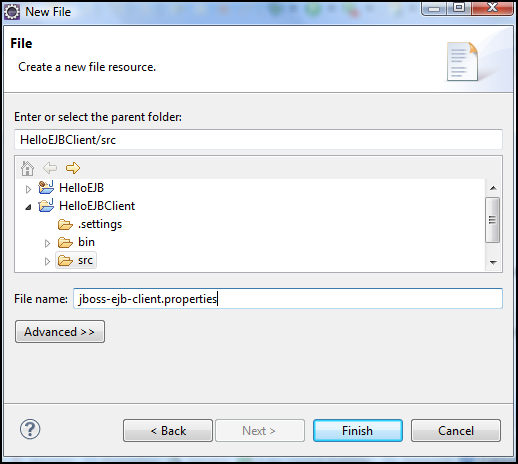 New File
File
Create a new file resource.
Enter or select the parent folder:
HelloEJBClient/src
HelloEJB
HelloEJBClient
.settings
bin
src
File name: jboss-ejb-client.properties
Advanced >>
? < Back Next > Finish Cancel